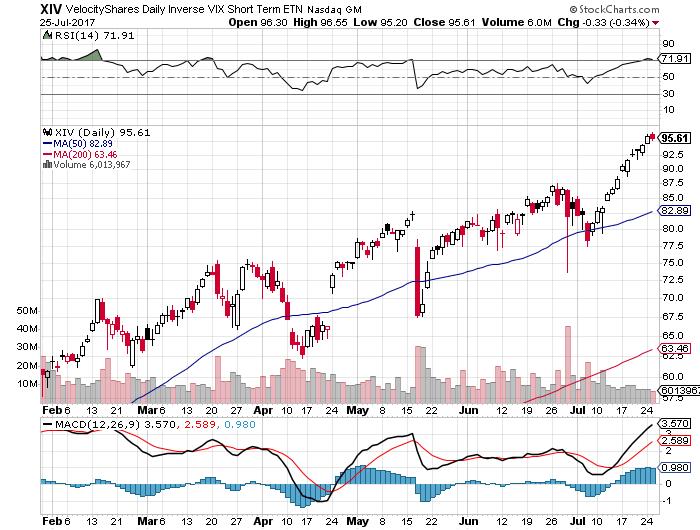 XIV VelocityShares Daily Inverse VIX Short Term ETN Nasdaq GM © StockCharts.com
25-Jul-2017 Open 96.30 High 96.55 Low 95.20 Close 95.61 Volume 6.0M Chg -0.33 (-0.34%)
RSI(14) 71.91
90
71.91
50
30
10
XIV (Daily) 95.61
MA(50) 82.89
MA(200) 63.46
Volume 6,013,967
95.61
92.5
90.0
87.5
85.0
82.89
80.0
77.5
75.0
72.5
70.0
67.5
65.0
63.46
62.5
60.0
6013967
57.5
50M
40M
30M
20M
10M
Feb 6 13 21 Mar 13 20 27 Apr 10 17 24 May 8 15 22 Jun 12 19 26 Jul 10 17 24
MACD(12,26,9) 3.570, 2.589, 0.980
3.570
3
2.589
2
0.980
0
-1
Feb 6 13 21 Mar 13 20 27 Apr 10 17 24 May 8 15 22 Jun 12 19 26 Jul 10 17 24